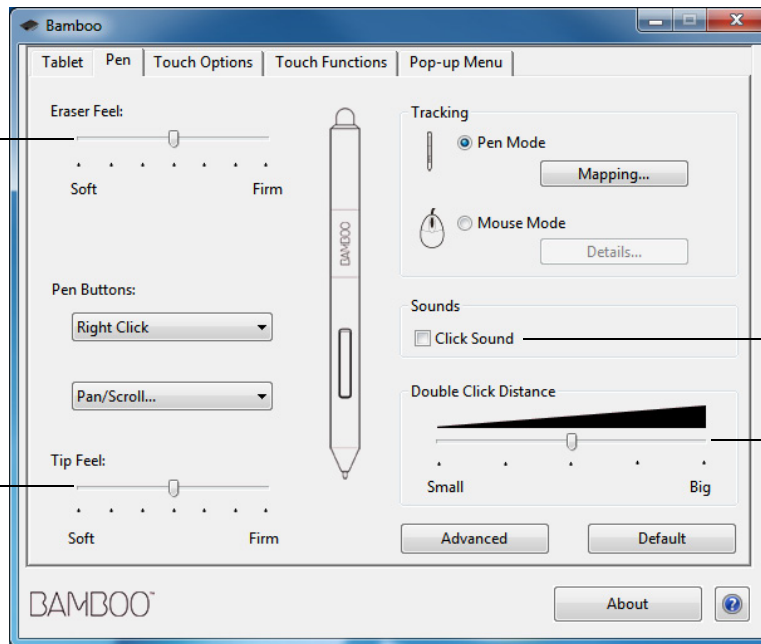 Bamboo
Tablet Pen Touch Options Touch Functions Pop-up Menu
Eraser Feel:
Soft Firm
Pen Buttons:
Right Click
Pan/Scroll...
Tip Feel:
Soft Firm
BAMBOO
Tracking
Pen Mode
Mapping...
Mouse Mode
Details...
Sounds
Click Sound
Double Click Distance
Small Big
Advanced Default
BAMBOO™
About ?